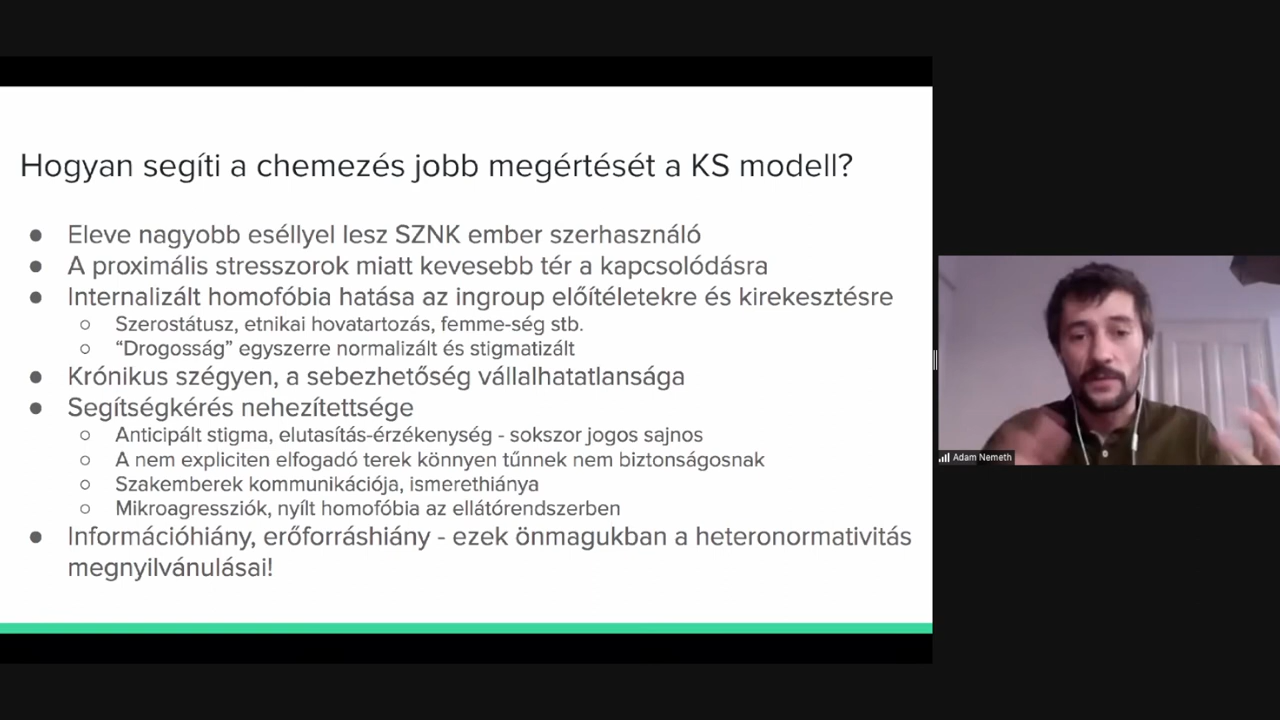 Hogyan segíti a chemezés jobb megértését a KS modell?
● Eleve nagyobb eséllyel lesz SZNK ember szerhasználó
● A proximális stresszorok miatt kevesebb tér a kapcsolódásra
● Internalizált homofóbia hatása az ingroup előítéletekre és kirekesztésre
○ Szerostátusz, etnikai hovatartozás, femme-ség stb.
○ “Drogosság” egyszerre normalizált és stigmatizált
● Krónikus szégyen, a sebezhetőség vállalhatatlansága
● Segítségkérés nehezítettsége
○ Anticipált stigma, elutasítás-érzékenység - sokszor jogos sajnos
○ A nem expliciten elfogadó terek könnyen tűnnek nem biztonságosnak
○ Szakemberek kommunikációja, ismerethiánya
○ Mikroagressziók, nyílt homofóbia az ellátórendszerben
● Információhiány, erőforráshiány - ezek önmagukban a heteronormativitás
megnyilvánulásai!
Adam Nemeth